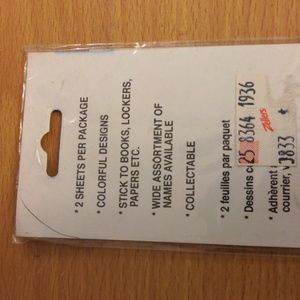 * 2 SHEETS PER PACKAGE
* COLORFUL DESIGNS
* STICK TO BOOKS, LOCKERS,
PAPERS ETC.
* WIDE ASSORTMENT OF
NAMES AVAILABLE
* COLLECTABLE
* 2 feuilles par paquet
* Dessins
* Adhèrent
courrier,
25 8364 1936
Zellers